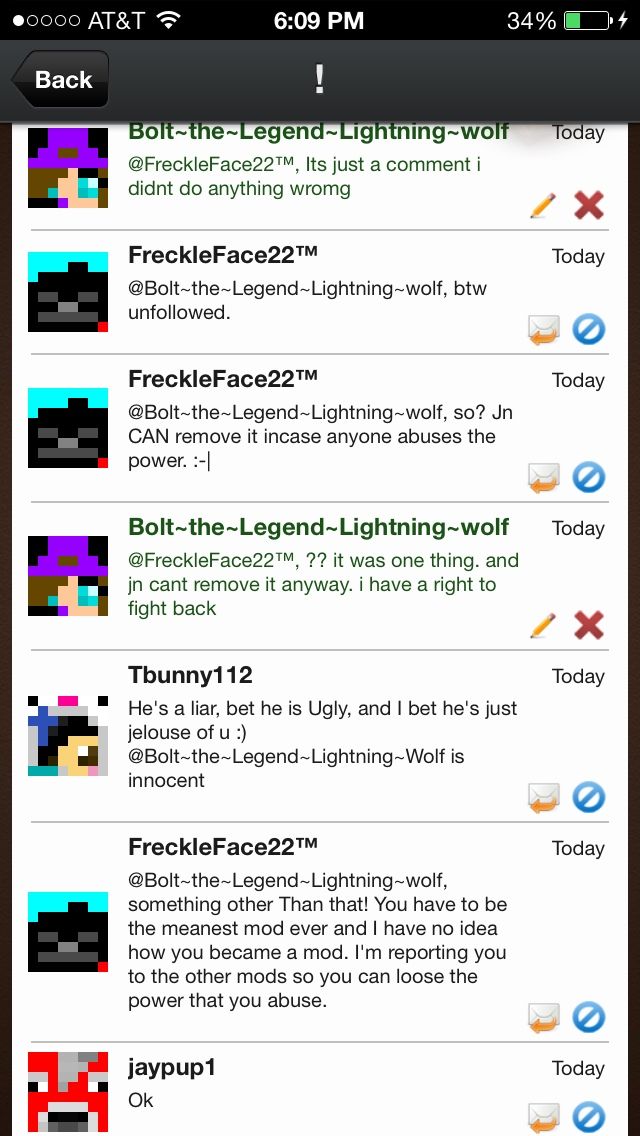 AT&T 6:09 PM 34%
Back !
Bolt~the~Legend~Lightning~wolf Today
@FreckleFace22™, Its just a comment i
didnt do anything wromg
FreckleFace22™ Today
@Bolt~the~Legend~Lightning~wolf, btw
unfollowed.
FreckleFace22™ Today
@Bolt~the~Legend~Lightning~wolf, so? Jn
CAN remove it incase anyone abuses the
power. :-|
Bolt~the~Legend~Lightning~wolf Today
@FreckleFace22™, ?? it was one thing. and
jn cant remove it anyway. i have a right to
fight back
Tbunny112 Today
He's a liar, bet he is Ugly, and I bet he's just
jelouse of u :)
@Bolt~the~Legend~Lightning~Wolf is
innocent
FreckleFace22™ Today
@Bolt~the~Legend~Lightning~wolf,
something other Than that! You have to be
the meanest mod ever and I have no idea
how you became a mod. I'm reporting you
to the other mods so you can loose the
power that you abuse.
jaypup1 Today
Ok